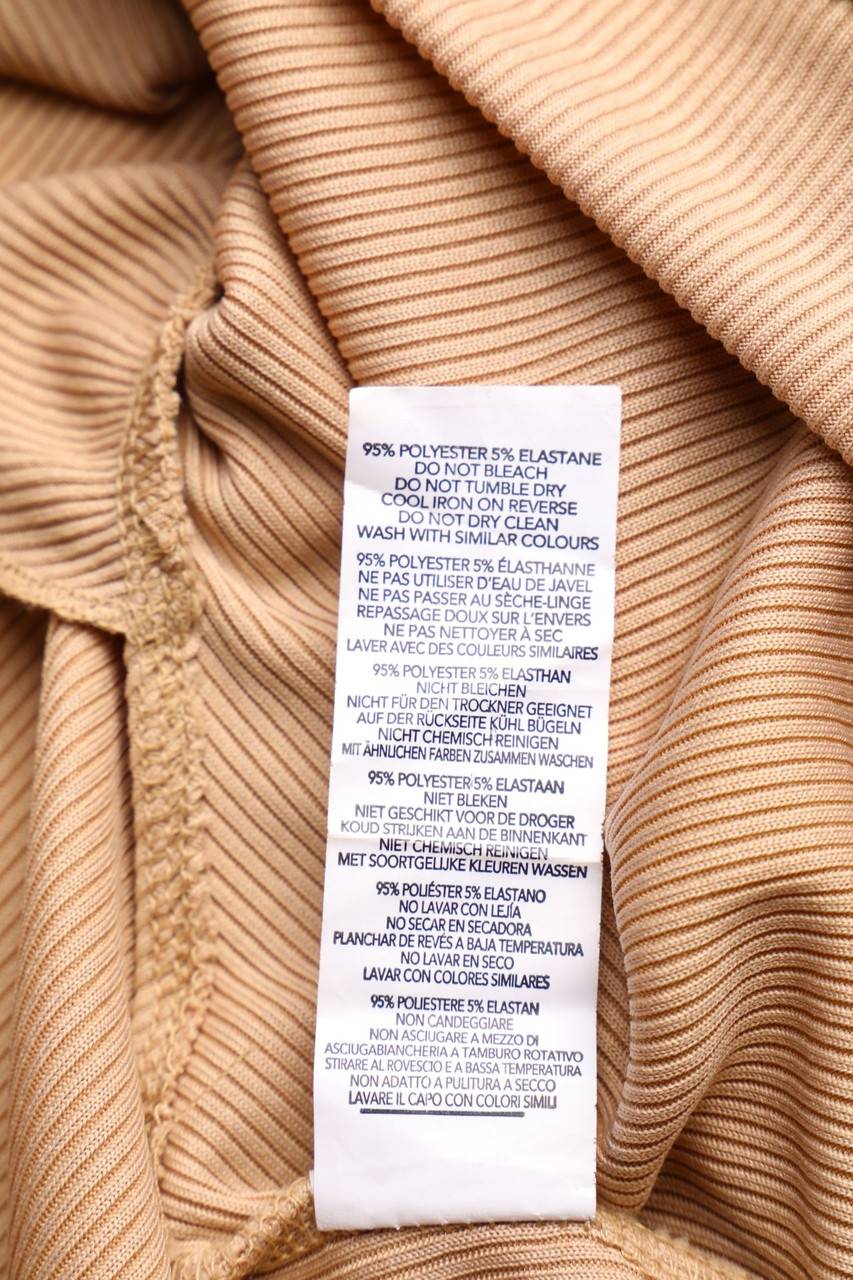 95% POLYESTER 5% ELASTANE
DO NOT BLEACH
DO NOT TUMBLE DRY
COOL IRON ON REVERSE
DO NOT DRY CLEAN
WASH WITH SIMILAR COLOURS
95% POLYESTER 5% ÉLASTHANNE
NE PAS UTILISER D'EAU DE JAVEL
NE PAS PASSER AU SÈCHE-LINGE
REPASSAGE DOUX SUR L'ENVERS
NE PAS NETTOYER À SEC
LAVER AVEC DES COULEURS SIMILAIRES
95% POLYESTER 5% ELASTHAN
NICHT BLEICHEN
NICHT FÜR DEN TROCKNER GEEIGNET
AUF DER RÜCKSEITE KÜHL BÜGELN
NICHT CHEMISCH REINIGEN
MIT ÄHNLICHEN FARBEN ZUSAMMEN WASCHEN
95% POLYESTER 5% ELASTAAN
NIET BLEKEN
NIET GESCHIKT VOOR DE DROGER
KOUD STRIJKEN AAN DE BINNENKANT
NIET CHEMISCH REINIGEN
MET SOORTGELIJKE KLEUREN WASSEN
95% POLIÉSTER 5% ELASTANO
NO LAVAR CON LEJÍA
NO SECAR EN SECADORA
PLANCHAR DE REVÉS A BAJA TEMPERATURA
NO LAVAR EN SECO
LAVAR CON COLORES SIMILARES
95% POLIESTERE 5% ELASTAN
NON CANDEGGIARE
NON ASCIUGARE A MEZZO DI
ASCIUGABIANCHERIA A TAMBURO ROTATIVO
STIRARE AL ROVESCIO E A BASSA TEMPERATURA
NON ADATTO A PULITURA A SECCO
LAVARE IL CAPO CON COLORI SIMILI